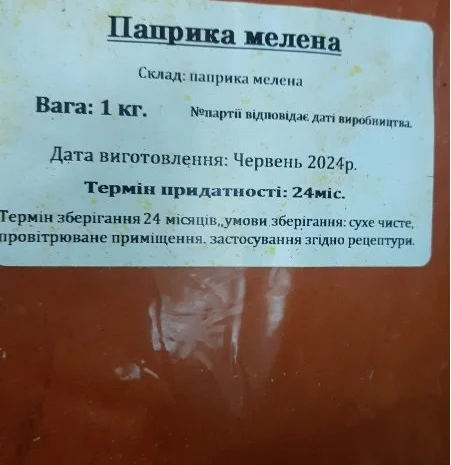 Паприка мелена
Склад: паприка мелена
Вага: 1 кг. №партії відповідає даті виробництва.
Дата виготовлення: Червень 2024р.
Термін придатності: 24міс.
Термін зберігання 24 місяців,,умови зберігання: сухе чисте,
провітрюване приміщення. застосування згідно рецептури.